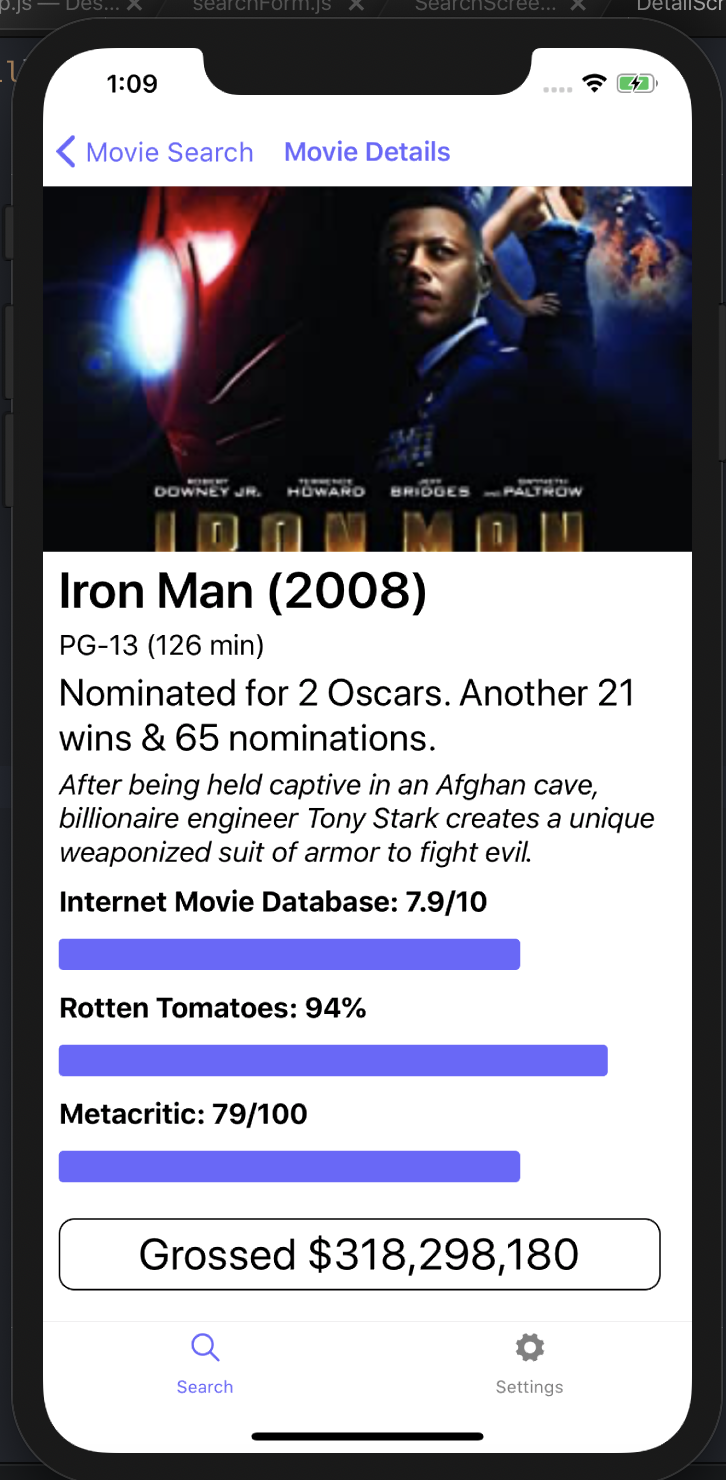 p.js — Des...
searchForm.js
SearchScree...
DetailScr
1:09
Movie Search
Movie Details
ROBERT DOWNEY JR. TERRENCE HOWARD JEFF BRIDGES AND GWYNETH PALTROW
IRON MAN
Iron Man (2008)
PG-13 (126 min)
Nominated for 2 Oscars. Another 21
wins & 65 nominations.
After being held captive in an Afghan cave,
billionaire engineer Tony Stark creates a unique
weaponized suit of armor to fight evil.
Internet Movie Database: 7.9/10
Rotten Tomatoes: 94%
Metacritic: 79/100
Grossed $318,298,180
Search
Settings